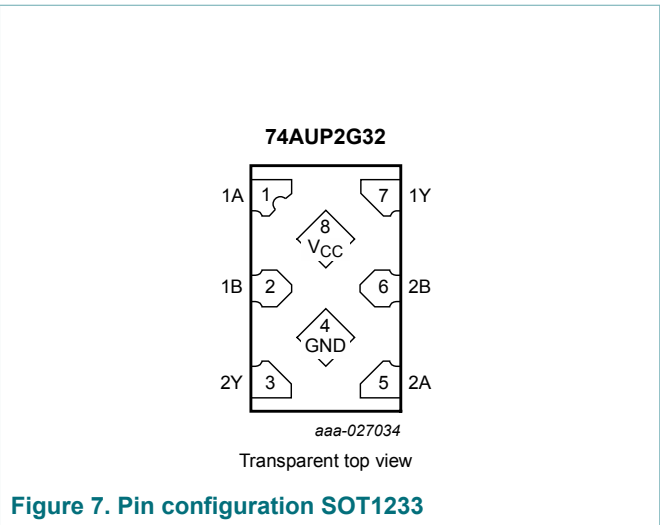 74AUP2G32
1A 1 7 1Y
8
VCC
1B 2 6 2B
4
GND
2Y 3 5 2A
aaa-027034
Transparent top view
Figure 7. Pin configuration SOT1233